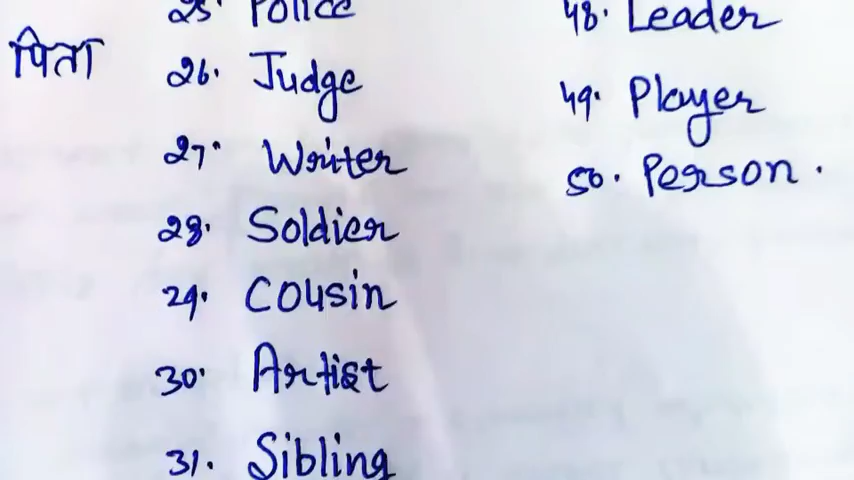 पिता
25. Police
26. Judge
27. Writer
28. Soldier
29. Cousin
30. Artist
31. Sibling
48. Leader
49. Player
50. Person.